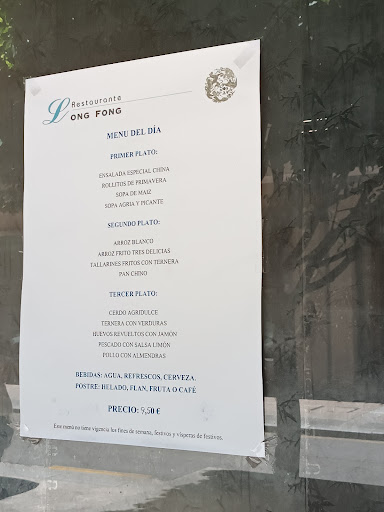 Restaurante
LONG FONG
MENU DEL DÍA
PRIMER PLATO:
ENSALADA ESPECIAL CHINA
ROLLITOS DE PRIMAVERA
SOPA DE MAIZ
SOPA AGRIA Y PICANTE
SEGUNDO PLATO:
ARROZ BLANCO
ARROZ FRITO TRES DELICIAS
TALLARINES FRITOS CON TERNERA
PAN CHINO
TERCER PLATO:
CERDO AGRIDULCE
TERNERA CON VERDURAS
HUEVOS REVUELTOS CON JAMÓN
PESCADO CON SALSA LIMÓN
POLLO CON ALMENDRAS
BEBIDAS: AGUA, REFRESCOS, CERVEZA.
POSTRE: HELADO, FLAN, FRUTA O CAFÉ
PRECIO: 9,50 €
Este menú no tiene vigencia los fines de semana, festivos y vísperas de festivos.